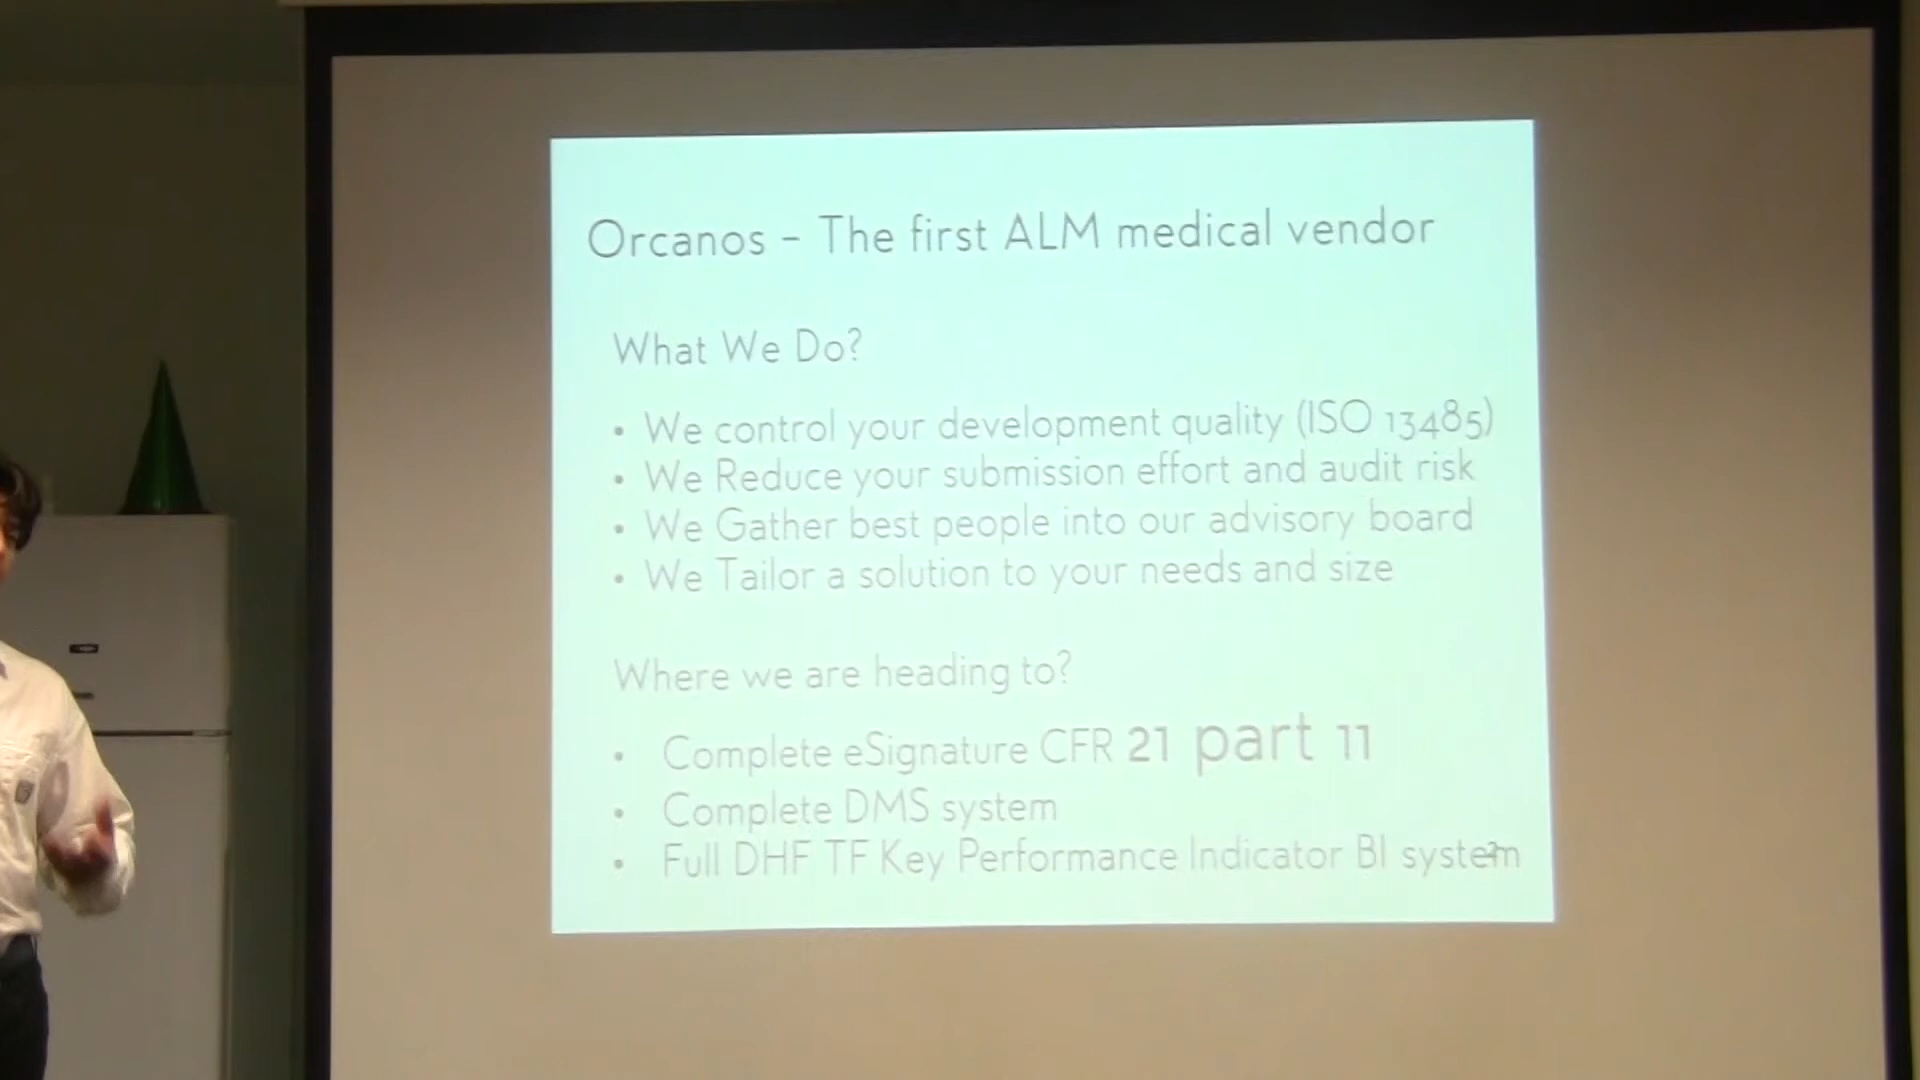 Orcanos - The first ALM medical vendor
What We Do?
• We control your development quality (ISO 13485)
• We Reduce your submission effort and audit risk
• We Gather best people into our advisory board
• We Tailor a solution to your needs and size
Where we are heading to?
• Complete eSignature CFR 21 part 11
• Complete DMS system
• Full DHF TF Key Performance Indicator BI system
2